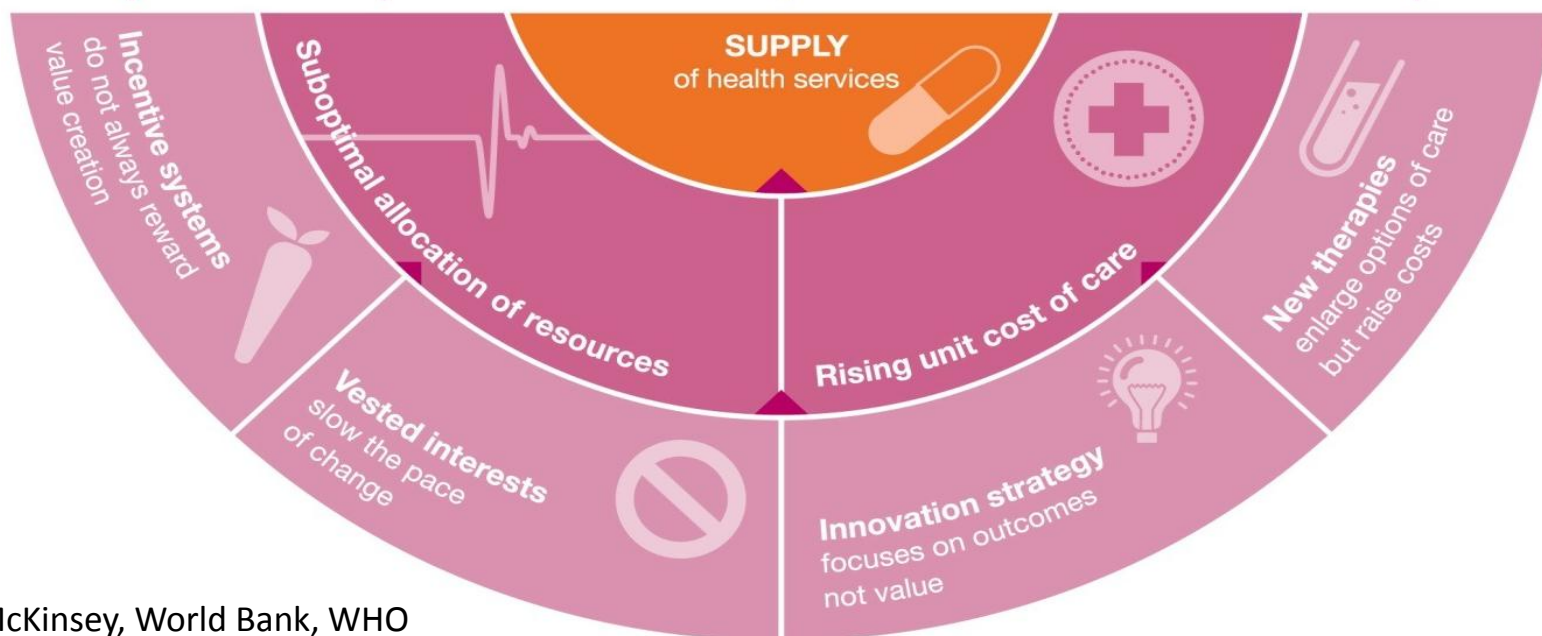 SUPPLY
of health services
Suboptimal allocation of resources
Rising unit cost of care
Incentive systems
do not always reward
value creation
Vested interests
slow the pace
of change
Innovation strategy
focuses on outcomes
not value
New therapies
enlarge options of care
but raise costs
McKinsey, World Bank, WHO